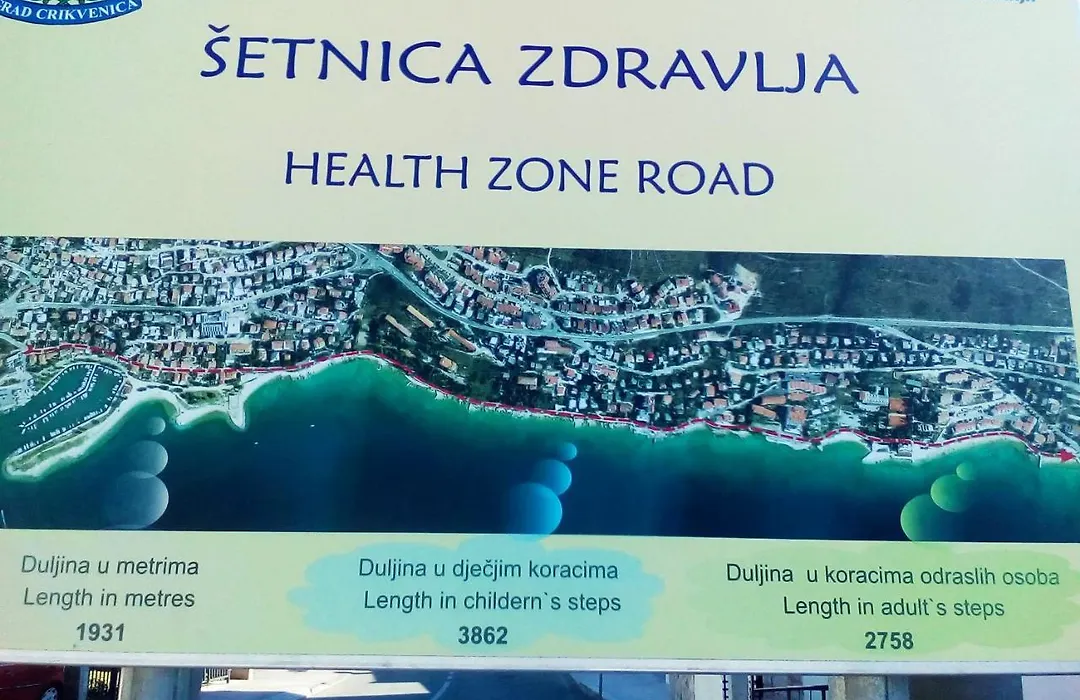 GRAD CRIKVENICA
ŠETNICA ZDRAVLJA
HEALTH ZONE ROAD
Duljina u metrima
Length in metres
1931
Duljina u dječjim koracima
Length in childern`s steps
3862
Duljina u koracima odraslih osoba
Length in adult`s steps
2758